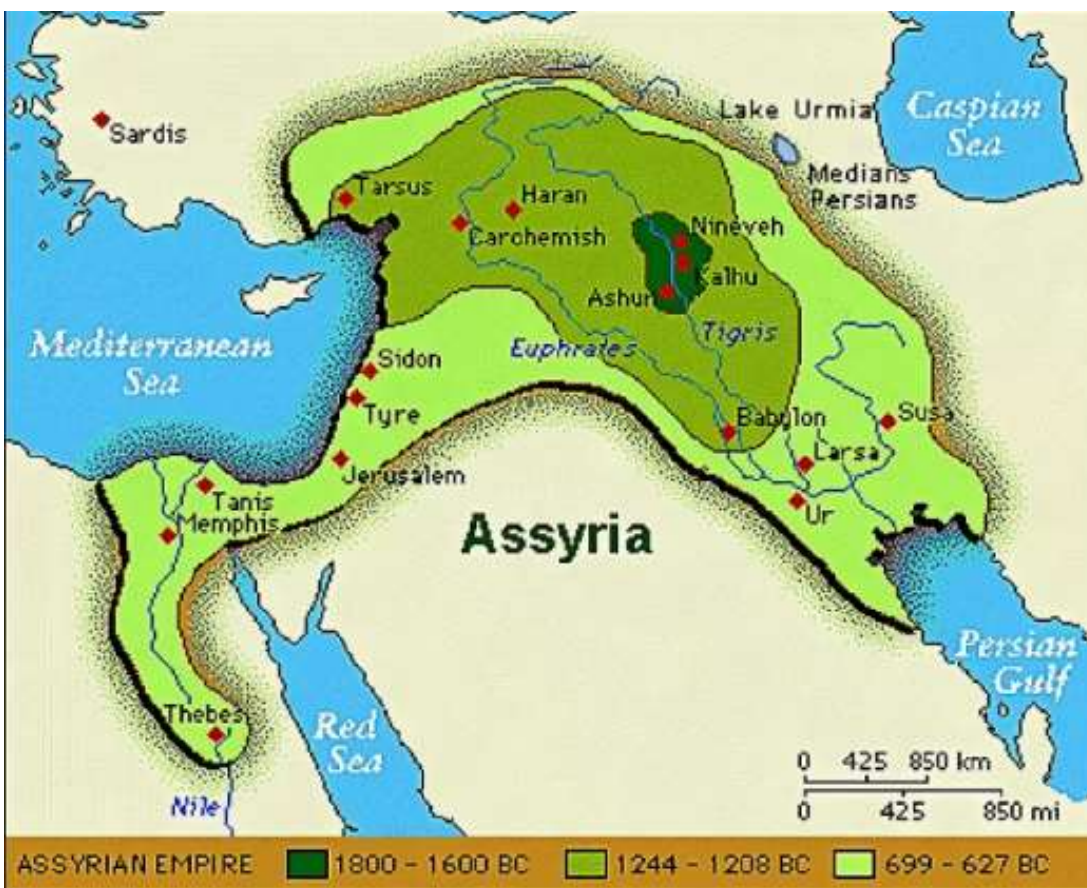 Lake Urmia
Caspian
Sea
Sardis
Medians
Persians
Tarsus
Haran
Carchemish
Nineveh
Kalhu
Ashur
Tigris
Mediterranean
Sea
Euphrates
Sidon
Tyre
Babylon
Susa
Larsa
Jerusalem
Tanis
Memphis
Ur
Assyria
Persian
Gulf
Thebes
Red
Sea
Nile
0 425 850 km
0 425 850 mi
ASSYRIAN EMPIRE 1800 - 1600 BC 1244 - 1208 BC 699 - 627 BC